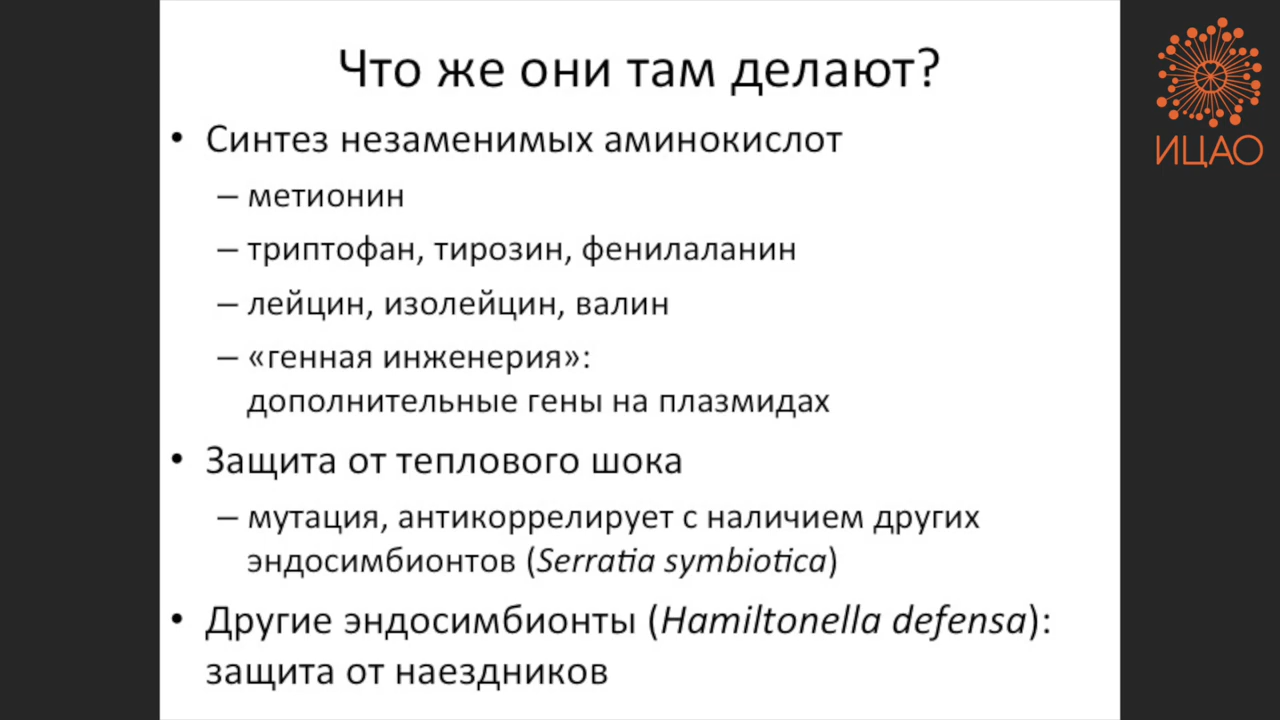 Что же они там делают?
• Синтез незаменимых аминокислот
– метионин
– триптофан, тирозин, фенилаланин
– лейцин, изолейцин, валин
– «генная инженерия»:
дополнительные гены на плазмидах
• Защита от теплового шока
– мутация, антикоррелирует с наличием других
эндосимбионтов (Serratia symbiotica)
• Другие эндосимбионты (Hamiltonella defensa):
защита от наездников
ИЦАО